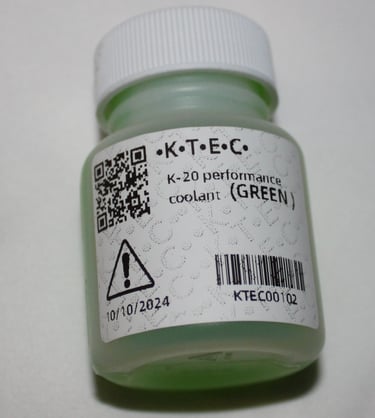 •K•T•E•C•
K-20 performance
coolant (GREEN)
10/10/2024
KTEC00102